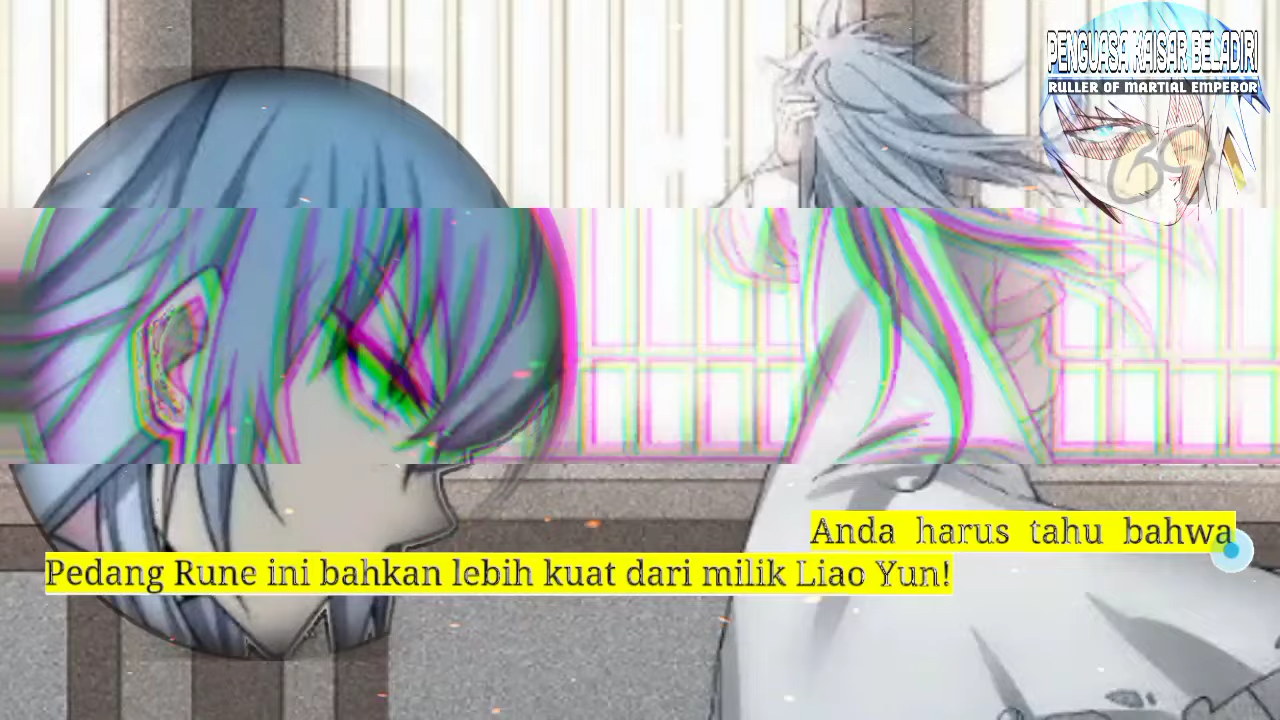 PENGUASA KAISAR BELADIRI
RULLER OF MARTIAL EMPEROR
Anda harus tahu bahwa
Pedang Rune ini bahkan lebih kuat dari milik Liao Yun!